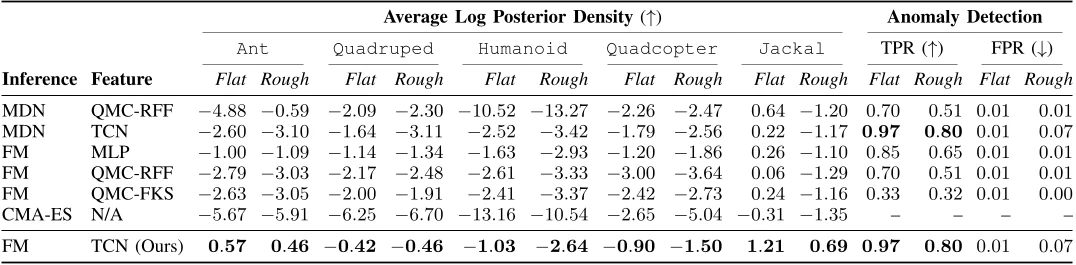 Average Log Posterior Density (↑) Anomaly Detection
Ant Quadruped Humanoid Quadcopter Jackal TPR (↑) FPR (↓)
Inference Feature Flat Rough Flat Rough Flat Rough Flat Rough Flat Rough Flat Rough Flat Rough
MDN QMC-RFF −4.88 −0.59 −2.09 −2.30 −10.52 −13.27 −2.26 −2.47 0.64 −1.20 0.70 0.51 0.01 0.01
MDN TCN −2.60 −3.10 −1.64 −3.11 −2.52 −3.42 −1.79 −2.56 0.22 −1.17 0.97 0.80 0.01 0.07
FM MLP −1.00 −1.09 −1.14 −1.34 −1.63 −2.93 −1.20 −1.86 0.26 −1.10 0.85 0.65 0.01 0.01
FM QMC-RFF −2.79 −3.03 −2.17 −2.48 −2.61 −3.33 −3.00 −3.64 0.06 −1.29 0.70 0.51 0.01 0.01
FM QMC-FKS −2.63 −3.05 −2.00 −1.91 −2.41 −3.37 −2.42 −2.73 0.24 −1.16 0.33 0.32 0.01 0.00
CMA-ES N/A −5.67 −5.91 −6.25 −6.70 −13.16 −10.54 −2.65 −5.04 −0.31 −1.35 – – – –
FM TCN (Ours) 0.57 0.46 −0.42 −0.46 −1.03 −2.64 −0.90 −1.50 1.21 0.69 0.97 0.80 0.01 0.07